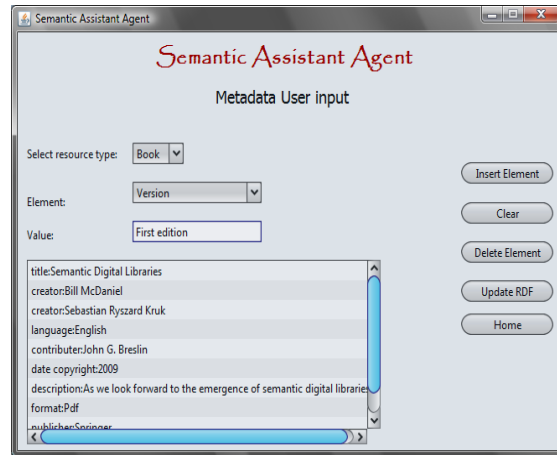 Semantic Assistant Agent
Semantic Assistant Agent
Metadata User input
Select resource type:
Book
Element:
Version
Value:
First edition
Insert Element
Clear
Delete Element
Update RDF
Home
title:Semantic Digital Libraries
creator:Bill McDaniel
creator:Sebastian Ryszard Kruk
language:English
contributer:John G. Breslin
date copyright:2009
description:As we look forward to the emergence of semantic digital libraries
format:Pdf
publisher:Springer